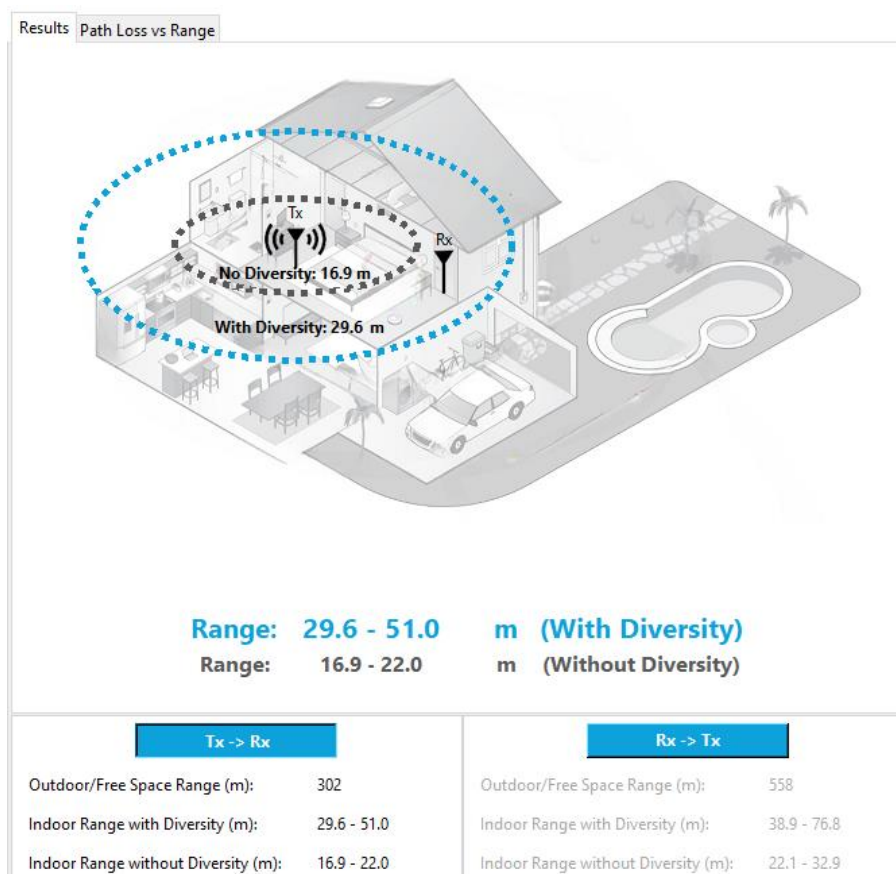 Results Path Loss vs Range
Tx
Rx
No Diversity: 16.9 m
With Diversity: 29.6 m
Range: 29.6 - 51.0 m (With Diversity)
Range: 16.9 - 22.0 m (Without Diversity)
Tx -> Rx
Outdoor/Free Space Range (m): 302
Indoor Range with Diversity (m): 29.6 - 51.0
Indoor Range without Diversity (m): 16.9 - 22.0
Rx -> Tx
Outdoor/Free Space Range (m): 558
Indoor Range with Diversity (m): 38.9 - 76.8
Indoor Range without Diversity (m): 22.1 - 32.9